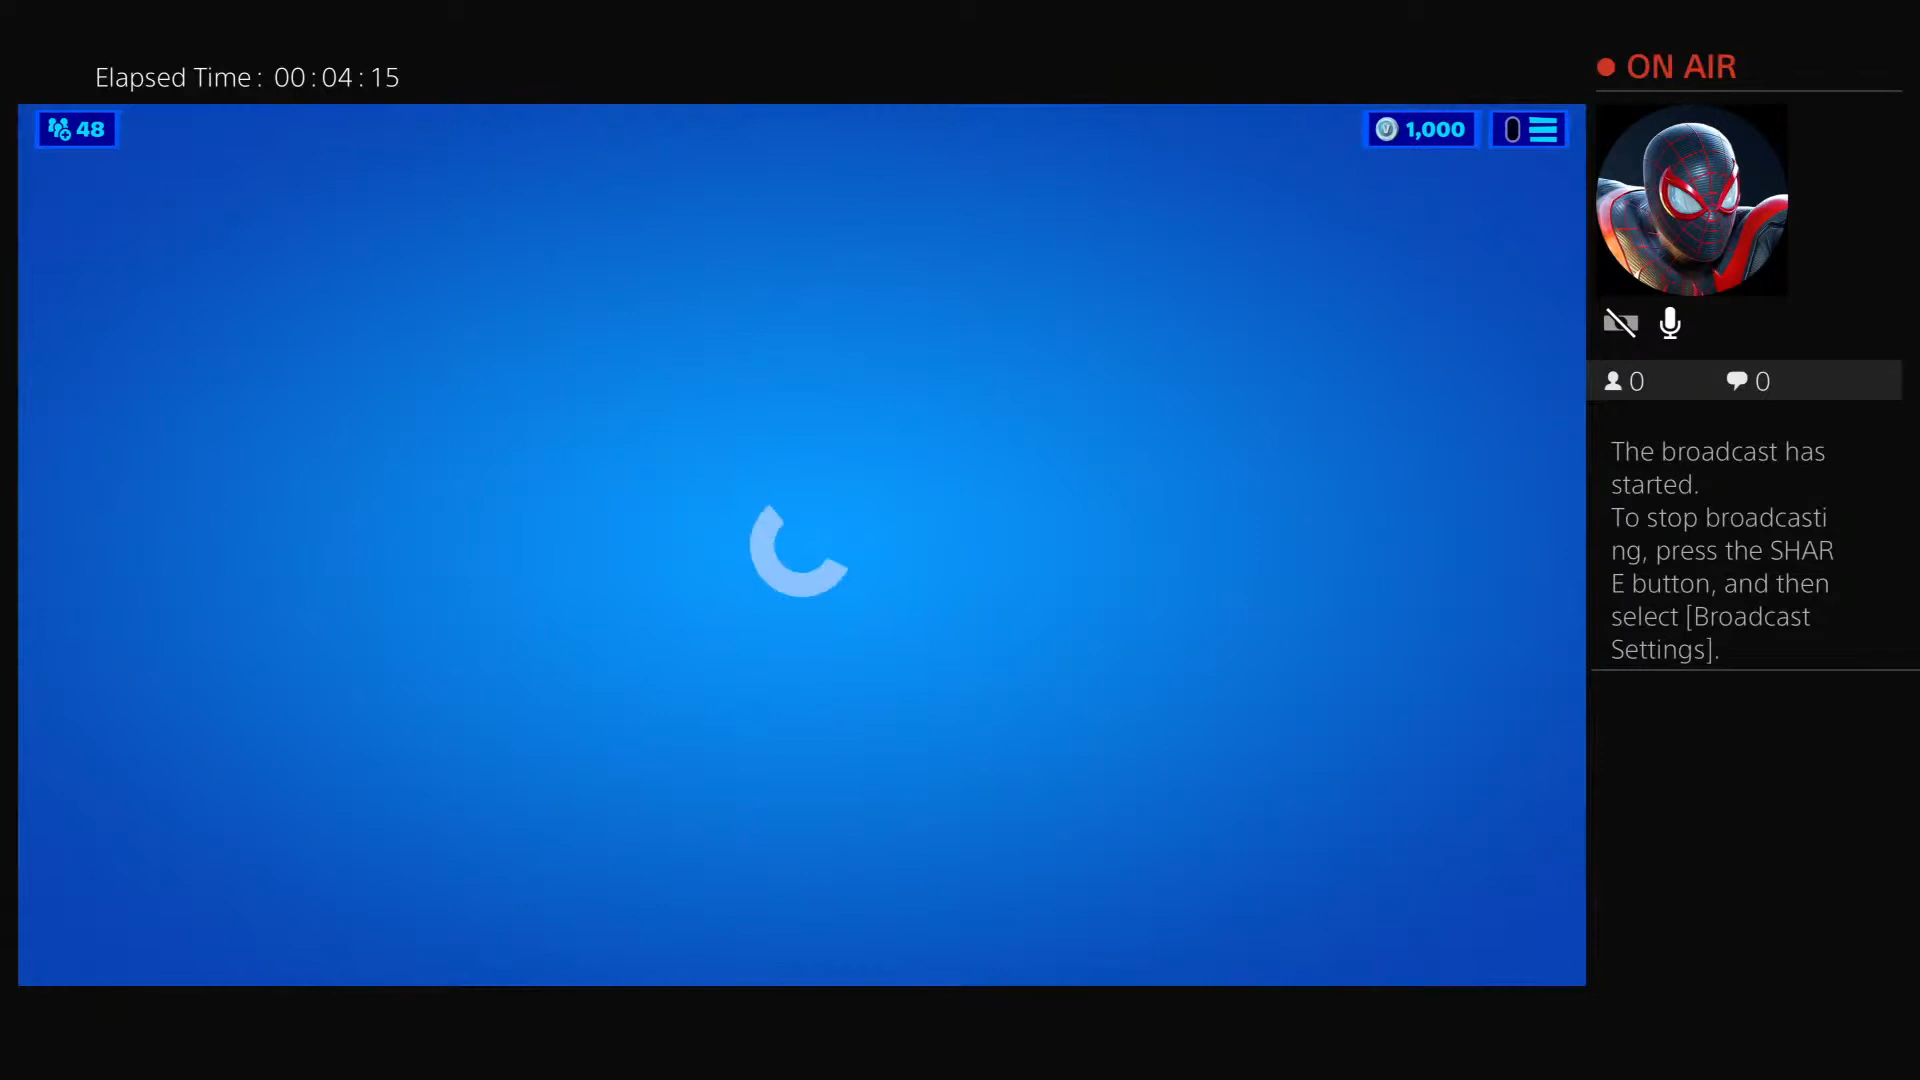 Elapsed Time: 00:04:15
ON AIR
48
1,000
0 0
The broadcast has
started.
To stop broadcasti
ng, press the SHAR
E button, and then
select [Broadcast
Settings].